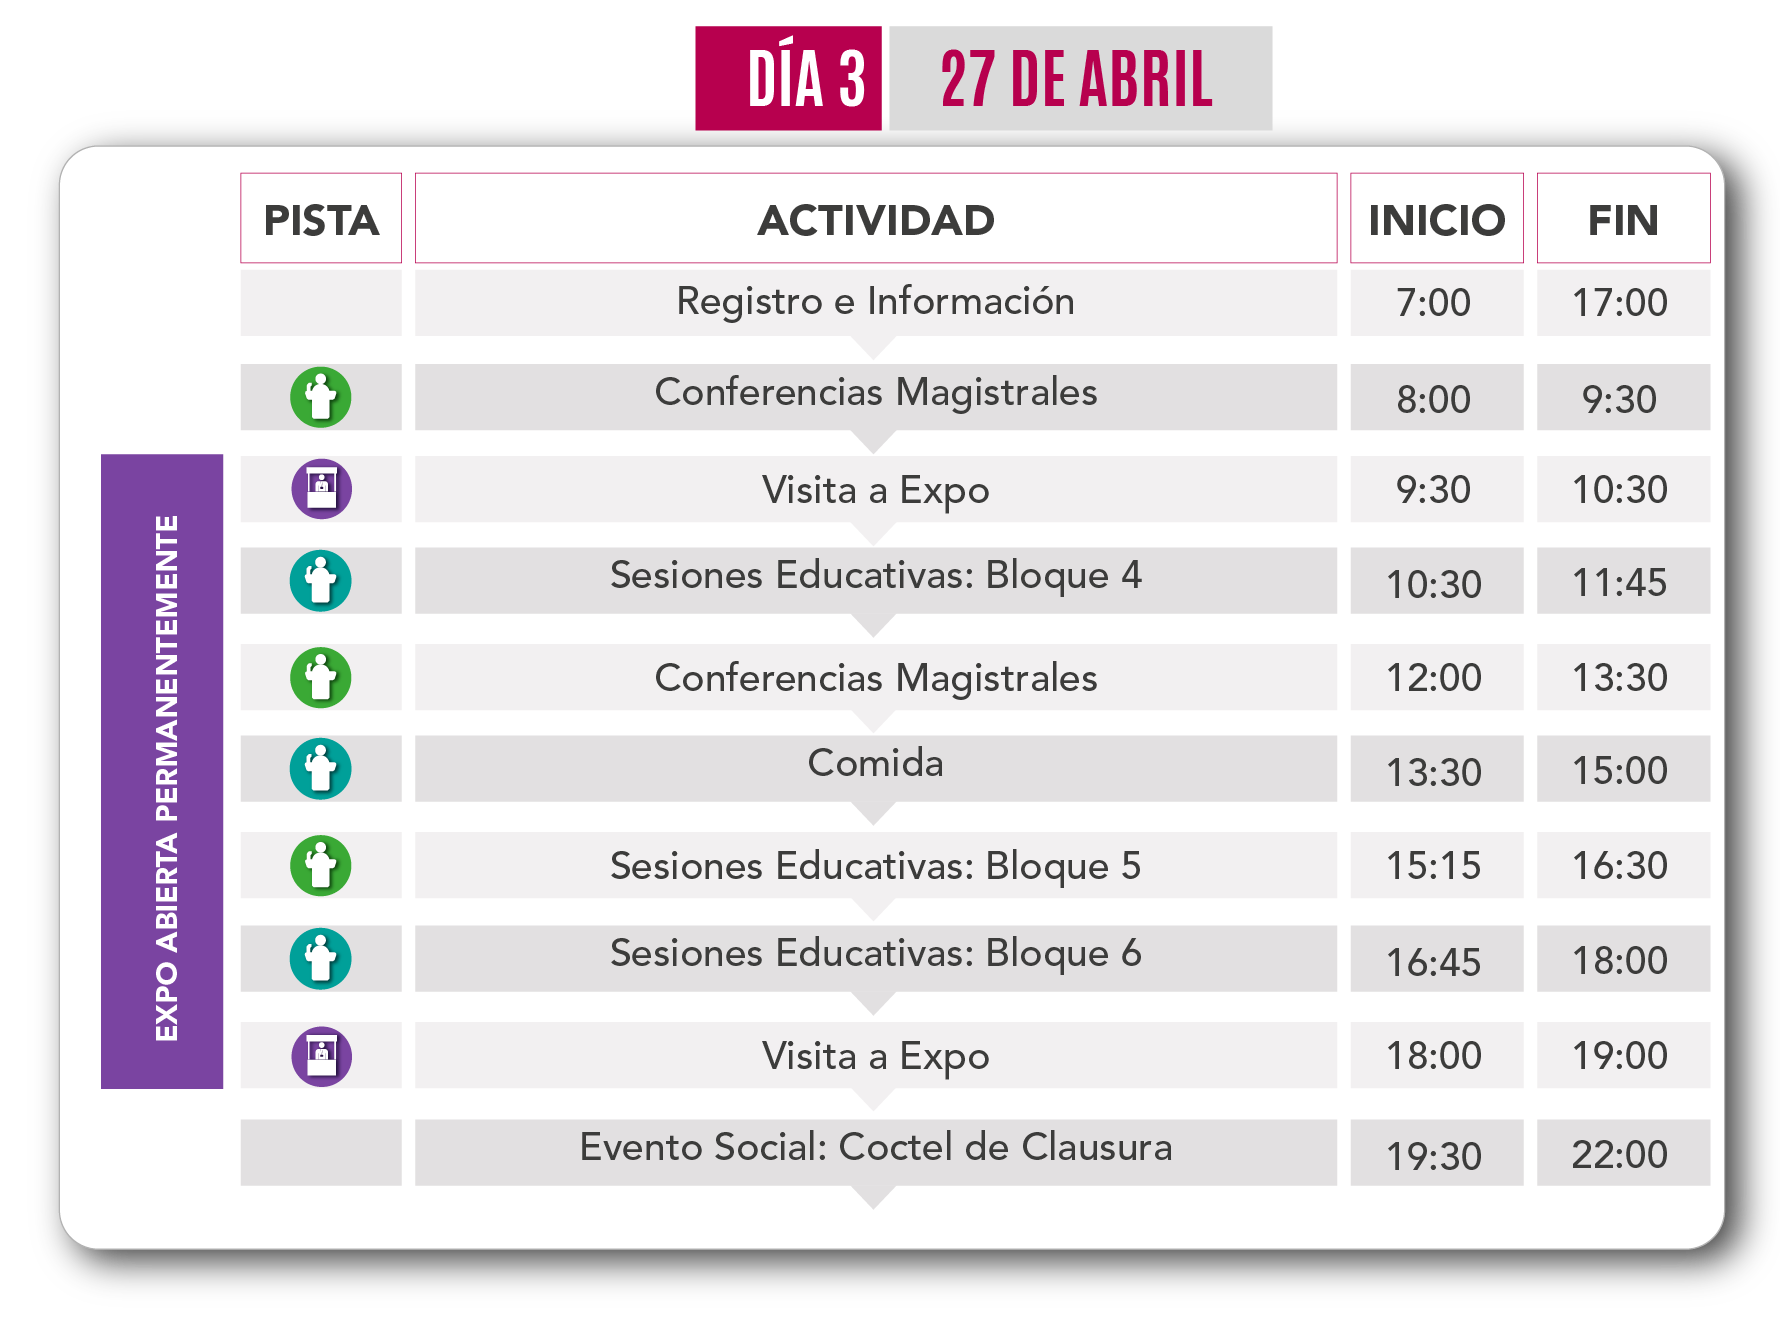 DÍA 3 27 DE ABRIL
PISTA ACTIVIDAD INICIO FIN
Registro e Información 7:00 17:00
Conferencias Magistrales 8:00 9:30
EXPO ABIERTA PERMANENTEMENTE
Visita a Expo 9:30 10:30
Sesiones Educativas: Bloque 4 10:30 11:45
Conferencias Magistrales 12:00 13:30
Comida 13:30 15:00
Sesiones Educativas: Bloque 5 15:15 16:30
Sesiones Educativas: Bloque 6 16:45 18:00
Visita a Expo 18:00 19:00
Evento Social: Coctel de Clausura 19:30 22:00